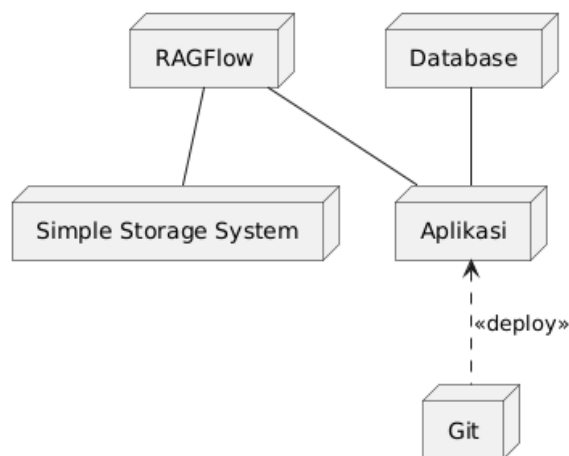 RAGFlow
Database
Simple Storage System
Aplikasi
«deploy»
Git